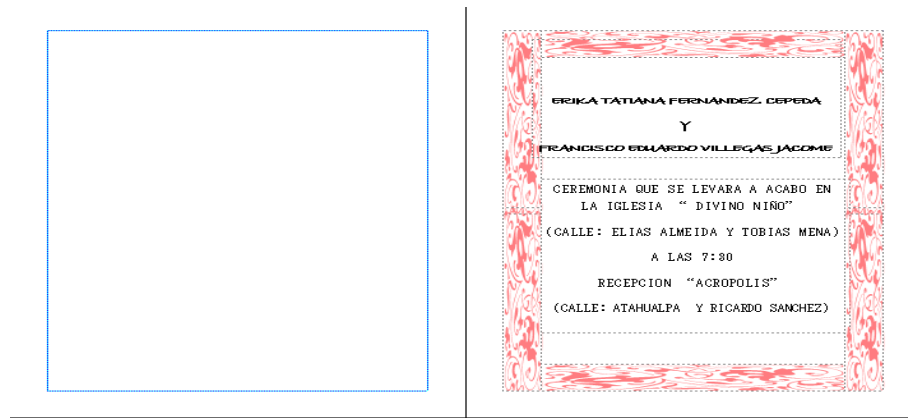 ERIKA TATIANA FERNANDEZ CEPEDA
Y
FRANCISCO EDUARDO VILLEGAS JACOME
CEREMONIA QUE SE LEVARA A ACABO EN
LA IGLESIA “ DIVINO NIÑO”
(CALLE: ELIAS ALMEIDA Y TOBIAS MENA)
A LAS 7:30
RECEPCION “ACROPOLIS”
(CALLE: ATAHUALPA Y RICARDO SANCHEZ)